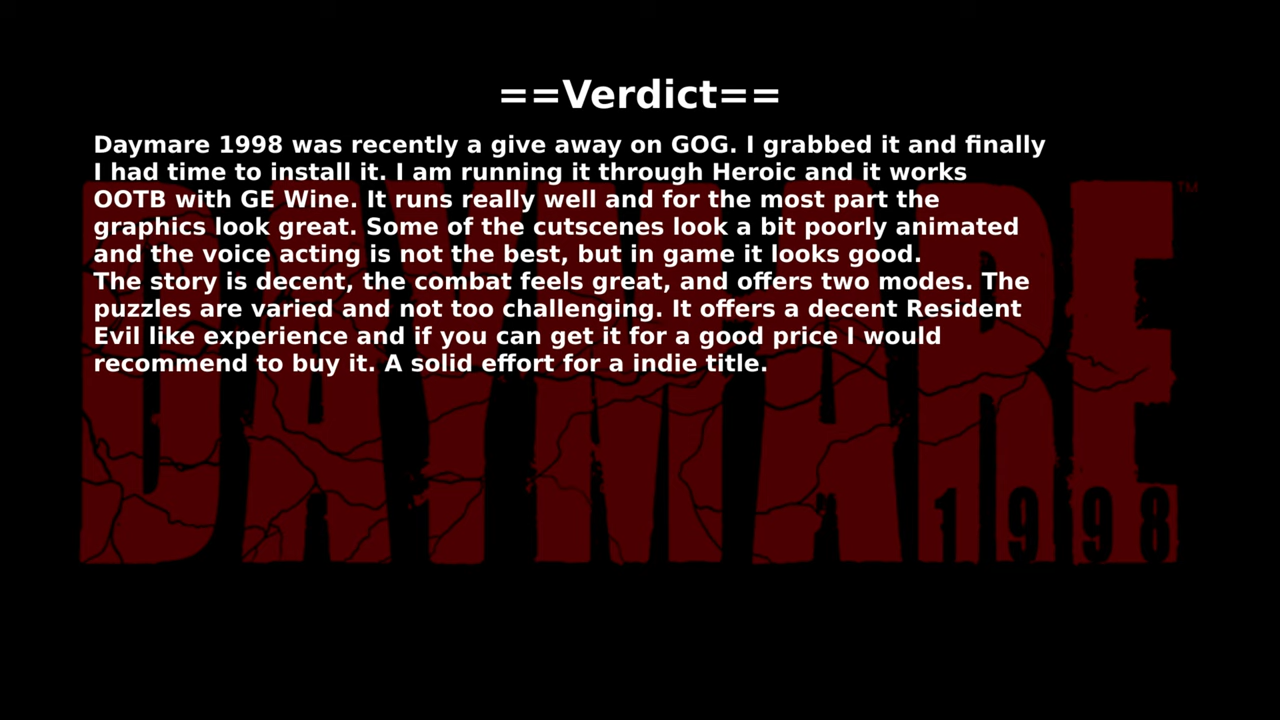 ==Verdict==
Daymare 1998 was recently a give away on GOG. I grabbed it and finally
I had time to install it. I am running it through Heroic and it works
OOTB with GE Wine. It runs really well and for the most part the
graphics look great. Some of the cutscenes look a bit poorly animated
and the voice acting is not the best, but in game it looks good.
The story is decent, the combat feels great, and offers two modes. The
puzzles are varied and not too challenging. It offers a decent Resident
Evil like experience and if you can get it for a good price I would
recommend to buy it. A solid effort for a indie title.
DAYMARE™
1998